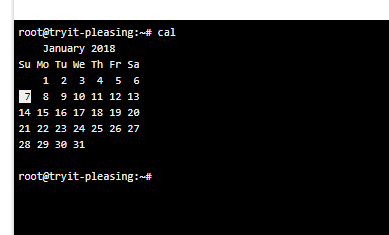 root@tryit-pleasing:~# cal
    January 2018
Su Mo Tu We Th Fr Sa
    1  2  3  4  5  6
 7  8  9 10 11 12 13
14 15 16 17 18 19 20
21 22 23 24 25 26 27
28 29 30 31
root@tryit-pleasing:~#